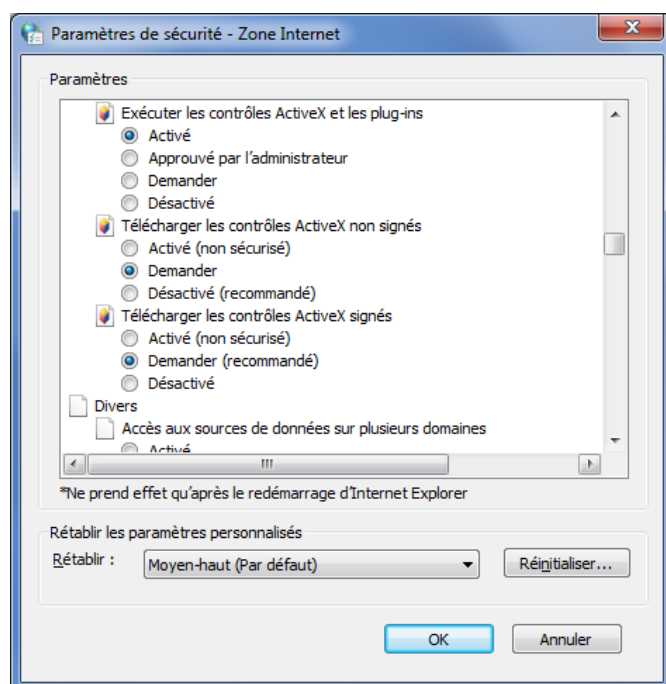 Paramètres de sécurité - Zone Internet
Paramètres
Exécuter les contrôles ActiveX et les plug-ins
Activé
Approuvé par l'administrateur
Demander
Désactivé
Télécharger les contrôles ActiveX non signés
Activé (non sécurisé)
Demander
Désactivé (recommandé)
Télécharger les contrôles ActiveX signés
Activé (non sécurisé)
Demander (recommandé)
Désactivé
Divers
Accès aux sources de données sur plusieurs domaines
Activé
*Ne prend effet qu'après le redémarrage d'Internet Explorer
Rétablir les paramètres personnalisés
Rétablir :
Moyen-haut (Par défaut)
Réinitialiser...
OK
Annuler